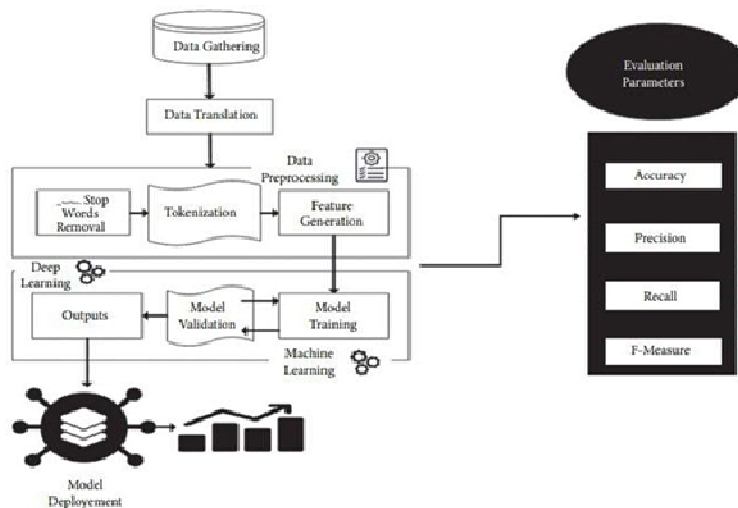 Data Gathering
Data Translation
Data
Preprocessing
Stop
Words
Removal
Tokenization
Feature
Generation
Deep
Learning
Outputs
Model
Validation
Model
Training
Machine
Learning
Model
Deployement
Evaluation
Parameters
Accuracy
Precision
Recall
F-Measure